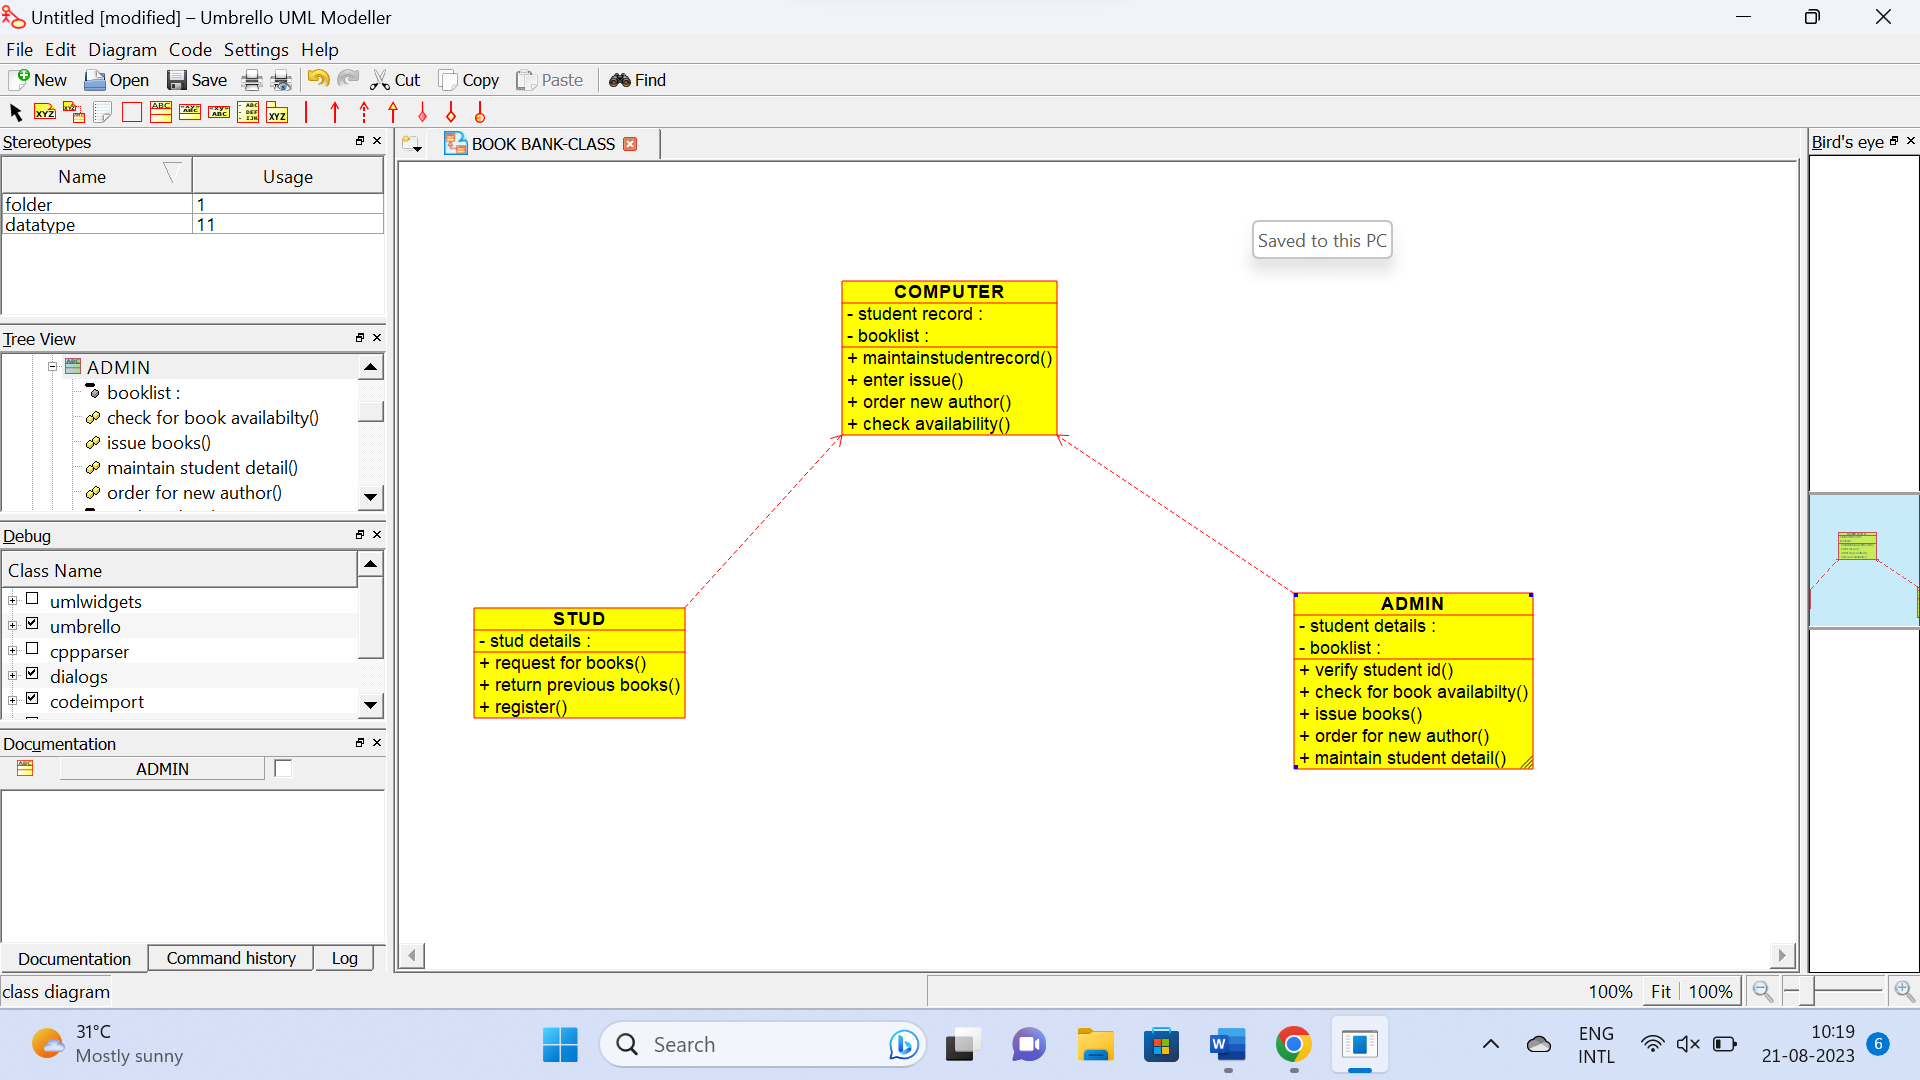 Untitled [modified] – Umbrello UML Modeller
File Edit Diagram Code Settings Help
New Open Save Cut Copy Paste Find
Stereotypes
Name Usage
folder 1
datatype 11
Tree View
ADMIN
booklist :
check for book availabilty()
issue books()
maintain student detail()
order for new author()
Debug
Class Name
umlwidgets
umbrello
cppparser
dialogs
codeimport
Documentation
ADMIN
Documentation Command history Log
class diagram
BOOK BANK-CLASS
Saved to this PC
COMPUTER
- student record :
- booklist :
+ maintainstudentrecord()
+ enter issue()
+ order new author()
+ check availability()
STUD
- stud details :
+ request for books()
+ return previous books()
+ register()
ADMIN
- student details :
- booklist :
+ verify student id()
+ check for book availabilty()
+ issue books()
+ order for new author()
+ maintain student detail()
Bird's eye
100% Fit 100%
31°C
Mostly sunny
Search
ENG
INTL
10:19
21-08-2023
6